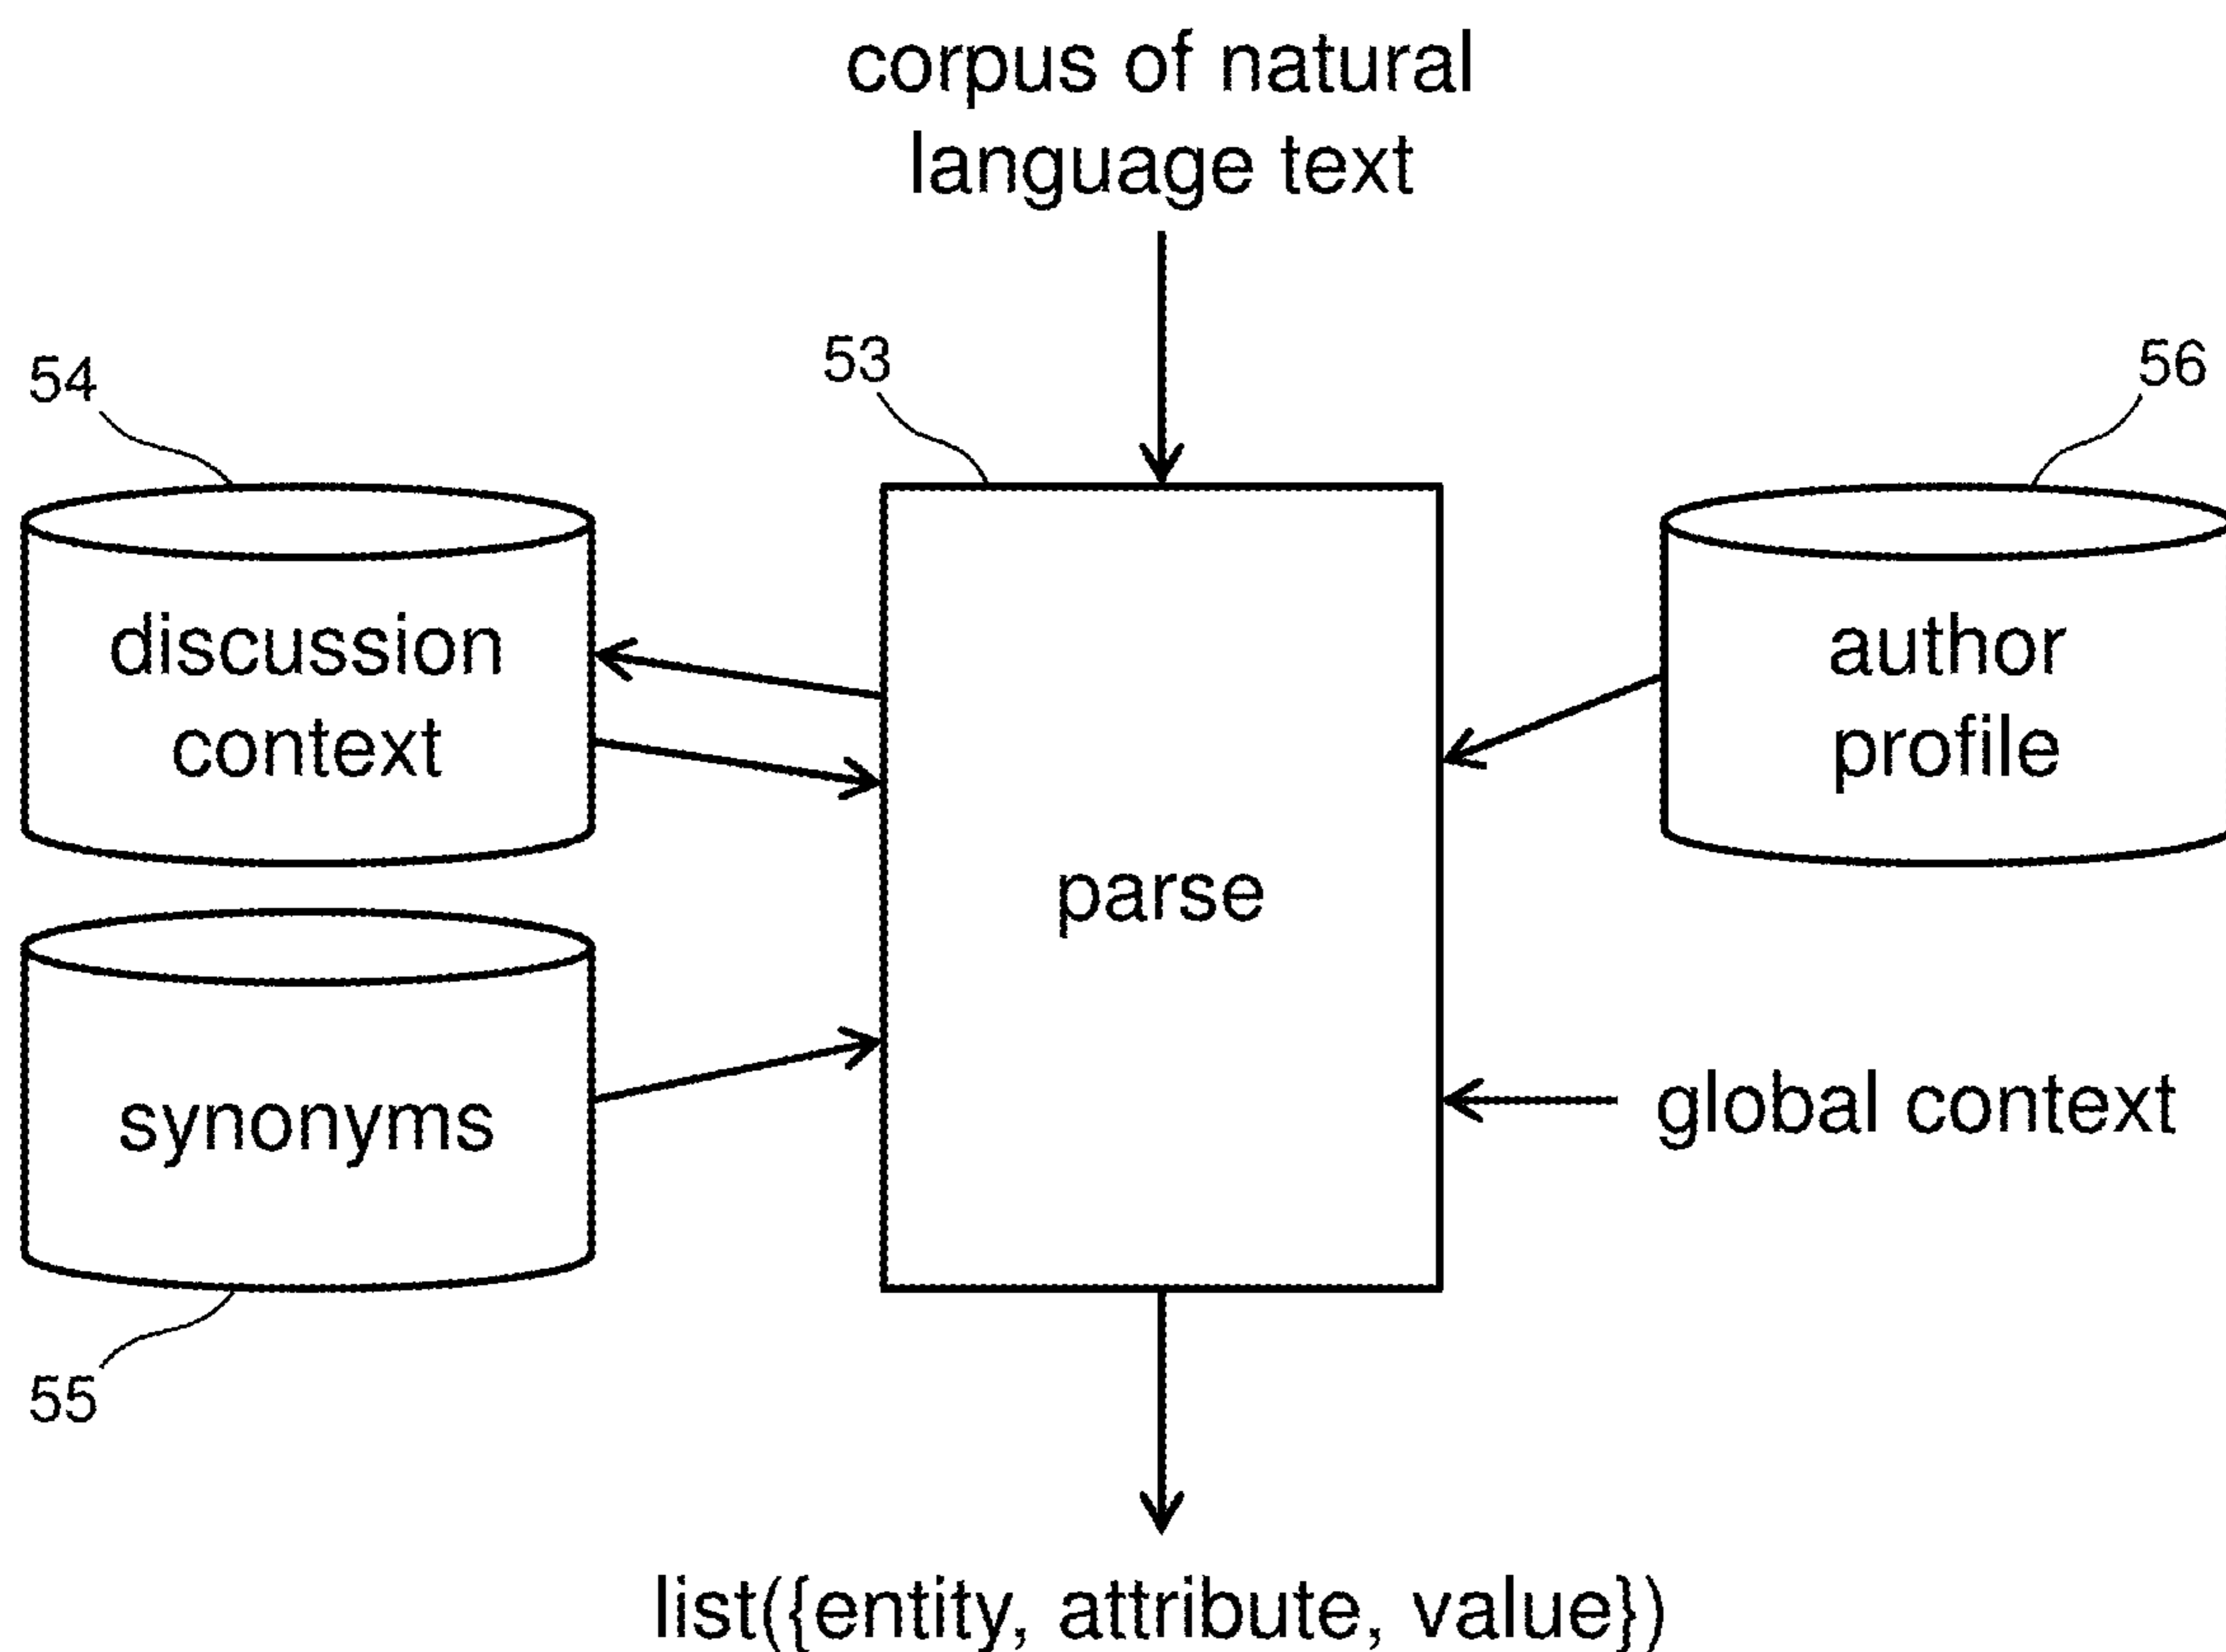 corpus of natural
language text
54
53
56
discussion
context
author
profile
parse
synonyms
global context
55
list({entity, attribute, value})